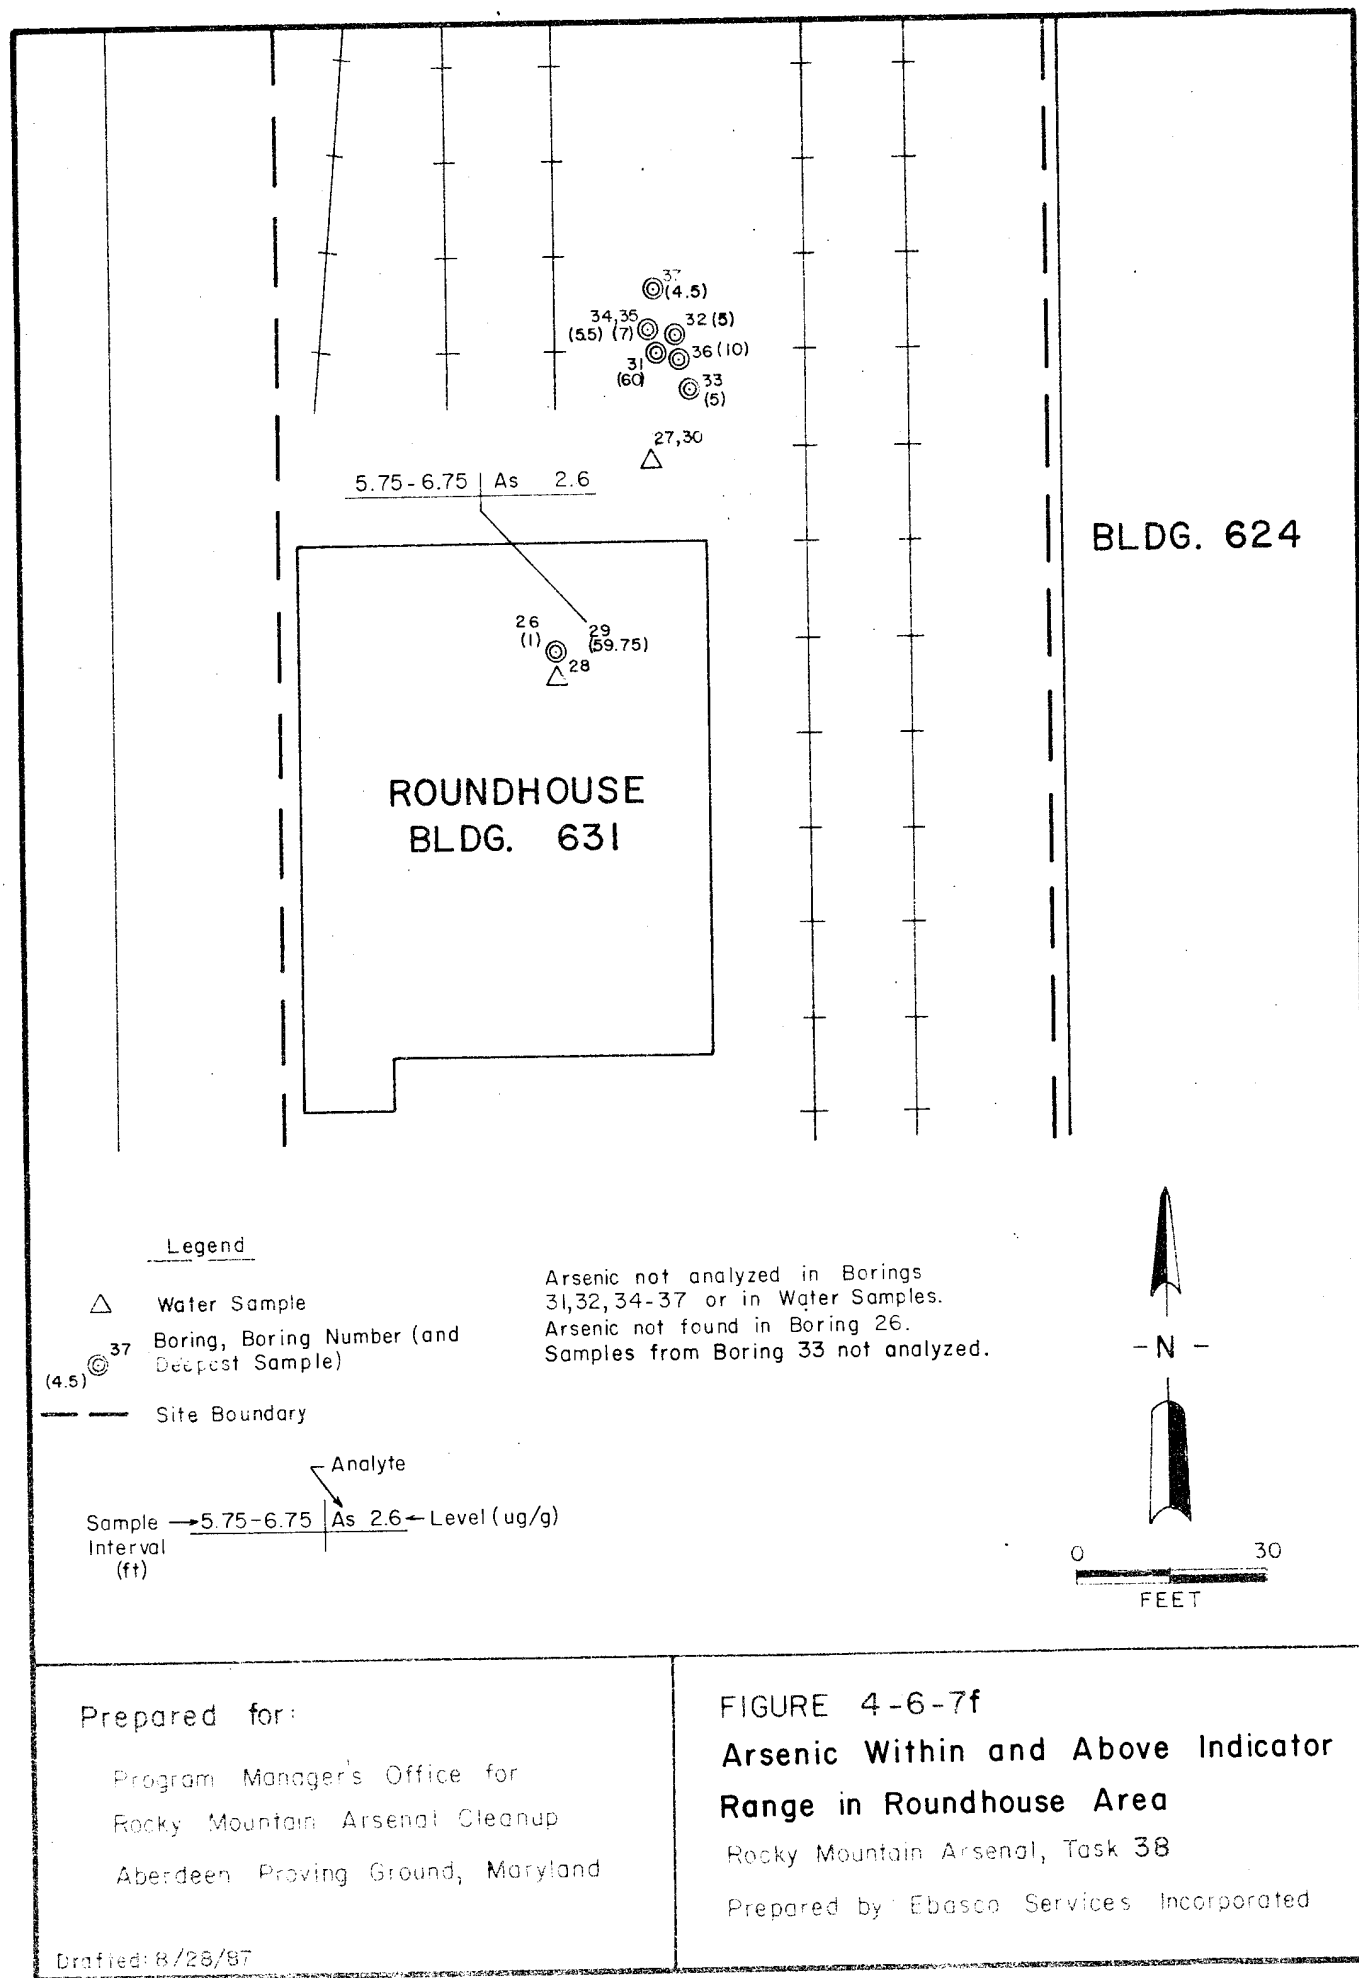 37
(4.5)
34,35
(5.5) (7)
32 (5)
36 (10)
31
(60)
33
(5)
27,30
5.75-6.75 | As 2.6
BLDG. 624
26
(1)
29
(59.75)
28
ROUNDHOUSE
BLDG. 631
Legend
Water Sample
37
(4.5)
Boring, Boring Number (and
Deepest Sample)
Site Boundary
Analyte
Sample
Interval
(ft)
5.75-6.75 | As 2.6
Level (ug/g)
Arsenic not analyzed in Borings
31,32,34-37 or in Water Samples.
Arsenic not found in Boring 26.
Samples from Boring 33 not analyzed.
- N -
0 30
FEET
Prepared for:
Program Manager's Office for
Rocky Mountain Arsenal Cleanup
Aberdeen Proving Ground, Maryland
Drafted: 8/28/87
FIGURE 4-6-7f
Arsenic Within and Above Indicator
Range in Roundhouse Area
Rocky Mountain Arsenal, Task 38
Prepared by Ebasco Services Incorporated